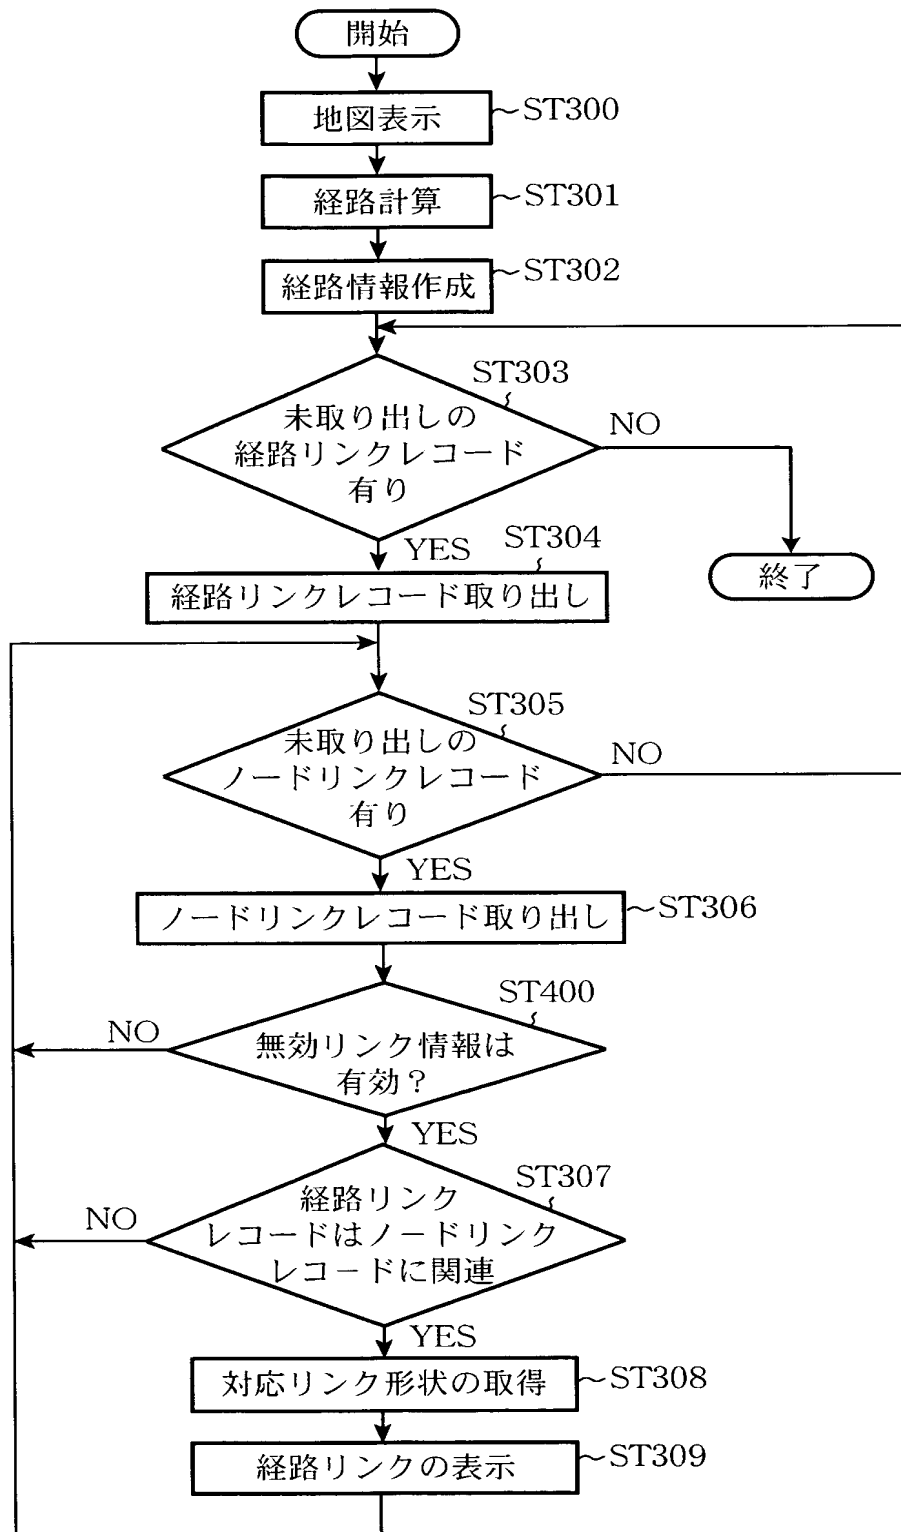 開始
地図表示
ST300
経路計算
ST301
経路情報作成
ST302
ST303
未取り出しの
経路リンクレコード
有り
NO
YES
終了
ST304
経路リンクレコード取り出し
ST305
未取り出しの
ノードリンクレコード
有り
NO
YES
ノードリンクレコード取り出し
ST306
ST400
無効リンク情報は
有効？
NO
YES
ST307
経路リンク
レコードはノードリンク
レコードに関連
NO
YES
対応リンク形状の取得
ST308
経路リンクの表示
ST309